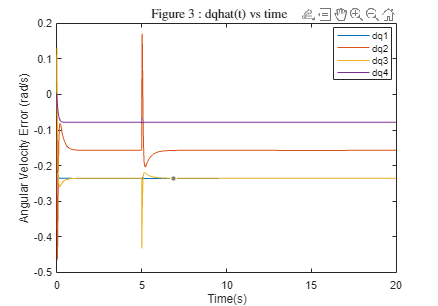 Figure 3 : dqhat(t) vs time
0.2
0.1
0
-0.1
-0.2
-0.3
-0.4
-0.5
Angular Velocity Error (rad/s)
dq1
dq2
dq3
dq4
0
5
10
15
20
Time(s)